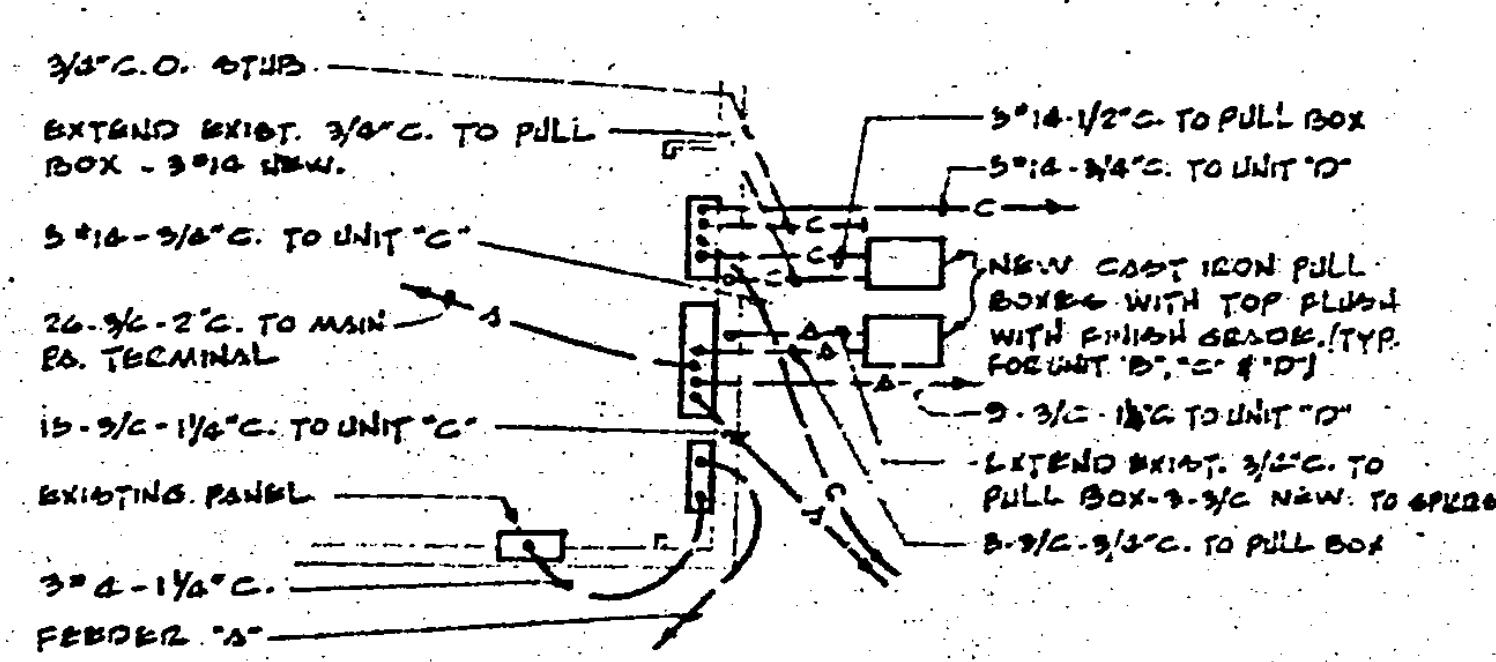 3/4"C.O. STUB
EXTEND EXIST. 3/4"C. TO PULL
BOX - 3#14 NEW.
5 #14 - 3/4"C. TO UNIT "C"
26-3/C-2"C. TO MAIN
PA. TERMINAL
15-3/C-1 1/4"C. TO UNIT "C"
EXISTING PANEL
3#4-1 1/4"C.
FEEDER "A"
3#14-1/2"C. TO PULL BOX
5#14-3/4"C. TO UNIT "D"
C
C
C
C
NEW CAST IRON PULL
BOXES WITH TOP FLUSH
WITH FINISH GRADE. (TYP.
FOR UNIT "B", "C" & "D")
A
A
A
A
9-3/C-1 1/4"C TO UNIT "D"
EXTEND EXIST. 3/4"C. TO
PULL BOX-3-3/C NEW. TO
3-3/C-3/4"C. TO PULL BOX
C
A